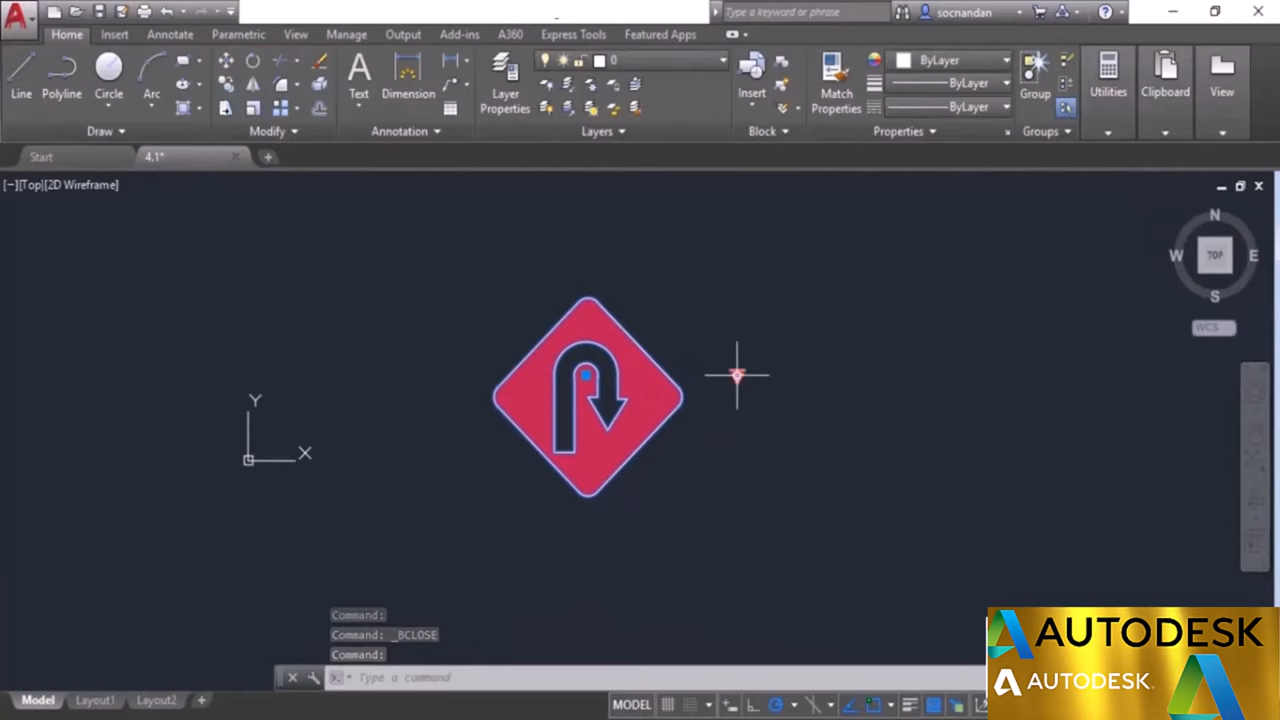 Type a keyword or phrase
socnandan
Home Insert Annotate Parametric View Manage Output Add-ins A360 Express Tools Featured Apps
Line Polyline Circle Arc
Text Dimension
Layer Properties
0
Insert
Match Properties
ByLayer
ByLayer
ByLayer
Group
Utilities
Clipboard
View
Draw Modify Annotation Layers Block Properties Groups
Start 4.1*
[−][Top][2D Wireframe]
N
W TOP E
S
WCS
Y
X
Command:
Command: _BCLOSE
Command:
Type a command
Model Layout1 Layout2
MODEL
AUTODESK
AUTODESK.